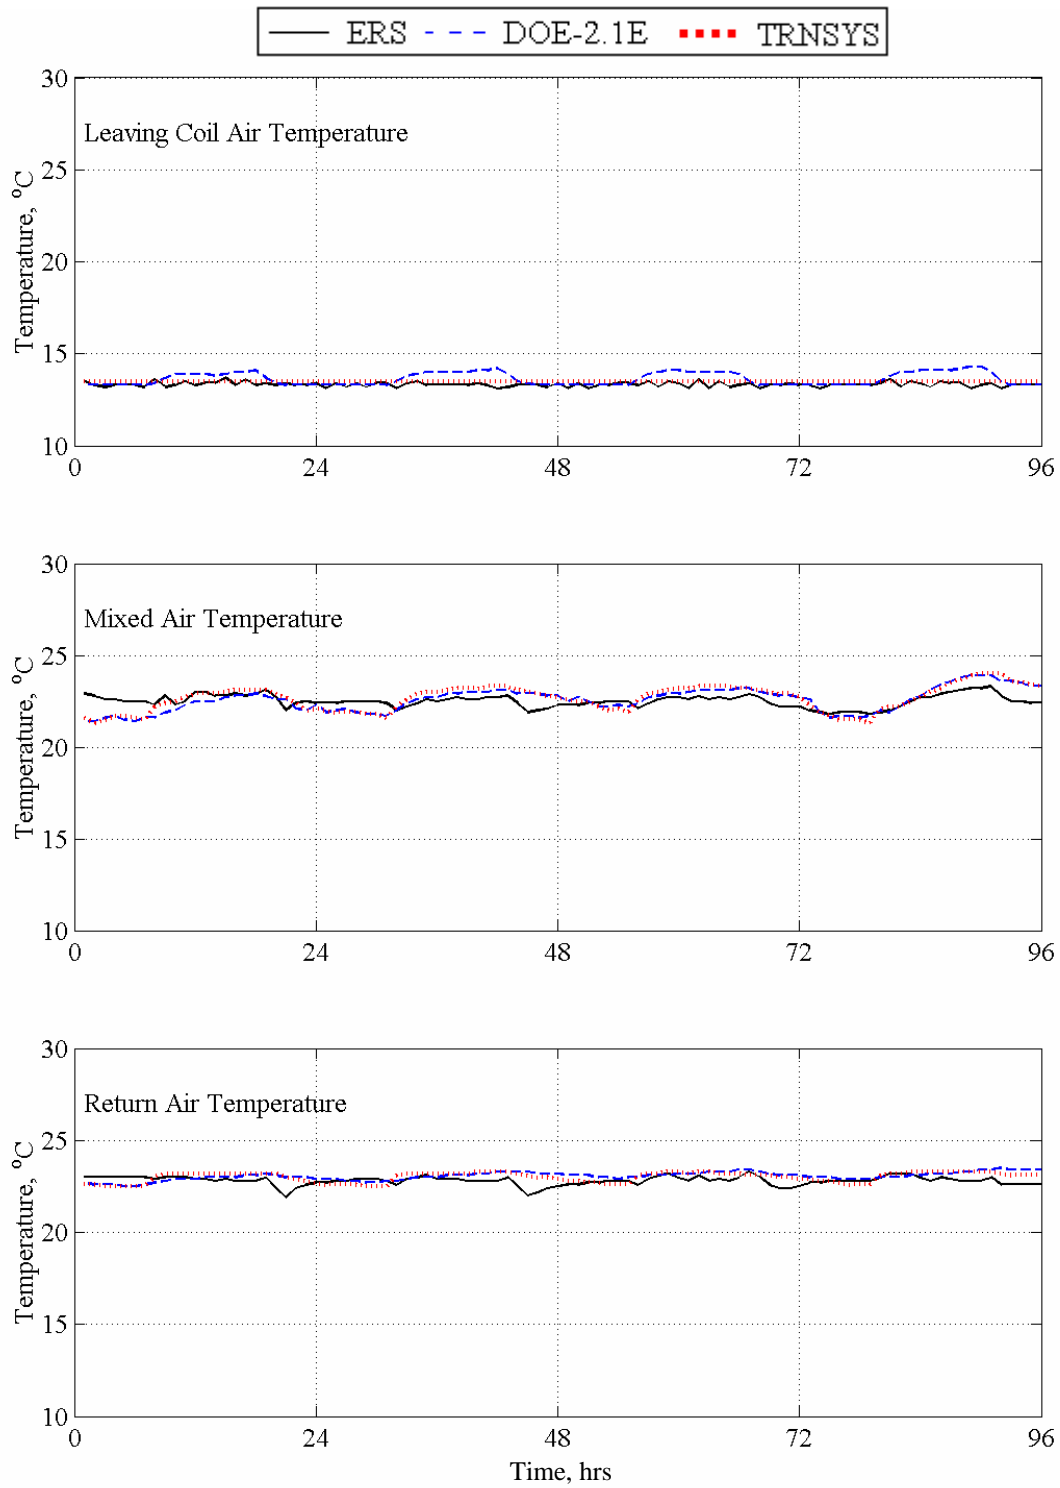 ERS DOE-2.1E TRNSYS
30
Leaving Coil Air Temperature
25
20
15
10
Temperature, °C
0 24 48 72 96
30
Mixed Air Temperature
25
20
15
10
Temperature, °C
0 24 48 72 96
30
Return Air Temperature
25
20
15
10
Temperature, °C
0 24 48 72 96
Time, hrs